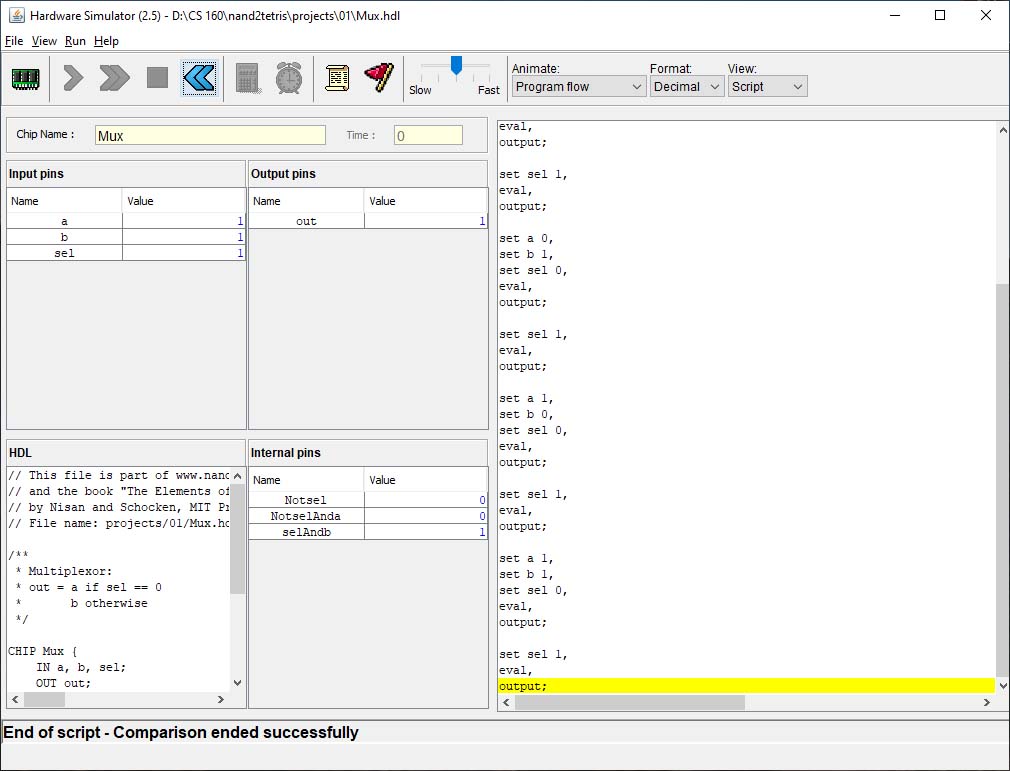 Hardware Simulator (2.5) - D:\CS 160\nand2tetris\projects\01\Mux.hdl
File View Run Help
Slow Fast
Animate: Format: View:
Program flow Decimal Script
Chip Name : Mux Time : 0
Input pins
Name Value
a 1
b 1
sel 1
Output pins
Name Value
out 1
HDL
// This file is part of www.nand
// and the book "The Elements of
// by Nisan and Schocken, MIT Pr
// File name: projects/01/Mux.hd
/**
* Multiplexor:
* out = a if sel == 0
* b otherwise
*/
CHIP Mux {
IN a, b, sel;
OUT out;
Internal pins
Name Value
Notsel 0
NotselAnda 0
selAndb 1
eval,
output;
set sel 1,
eval,
output;
set a 0,
set b 1,
set sel 0,
eval,
output;
set sel 1,
eval,
output;
set a 1,
set b 0,
set sel 0,
eval,
output;
set sel 1,
eval,
output;
set a 1,
set b 1,
set sel 0,
eval,
output;
set sel 1,
eval,
output;
End of script - Comparison ended successfully